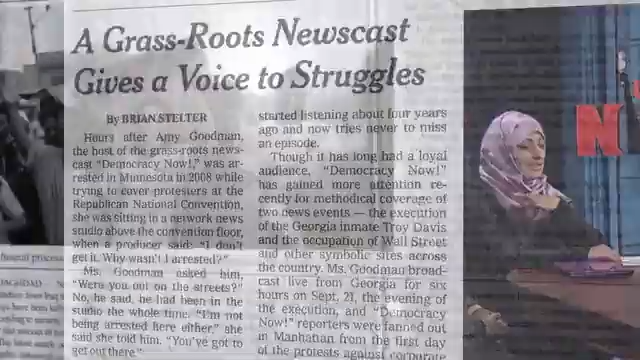 A Grass-Roots Newscast
Gives a Voice to Struggles
By BRIAN STELTER
Hours after Amy Goodman,
the host of the grass-roots news-
cast “Democracy Now!,” was ar-
rested in Minnesota in 2008 while
trying to cover protesters at the
Republican National Convention,
she was sitting in a network news
studio above the convention floor,
when a producer said: “I don't
get it. Why wasn't I arrested?”
Ms. Goodman asked him,
“Were you out on the streets?”
No, he said, he had been in the
studio the whole time. “I'm not
being arrested here either,” she
said she told him. “You've got to
get out there.”
started listening about four years
ago and now tries never to miss
an episode.
Though it has long had a loyal
audience, “Democracy Now!”
has gained more attention re-
cently for methodical coverage of
two news events — the execution
of the Georgia inmate Troy Davis
and the occupation of Wall Street
and other symbolic sites across
the country. Ms. Goodman broad-
cast live from Georgia for six
hours on Sept. 21, the evening of
the execution, and “Democracy
Now!” reporters were fanned out
in Manhattan from the first day
of the protests against corporate
N
funeral process